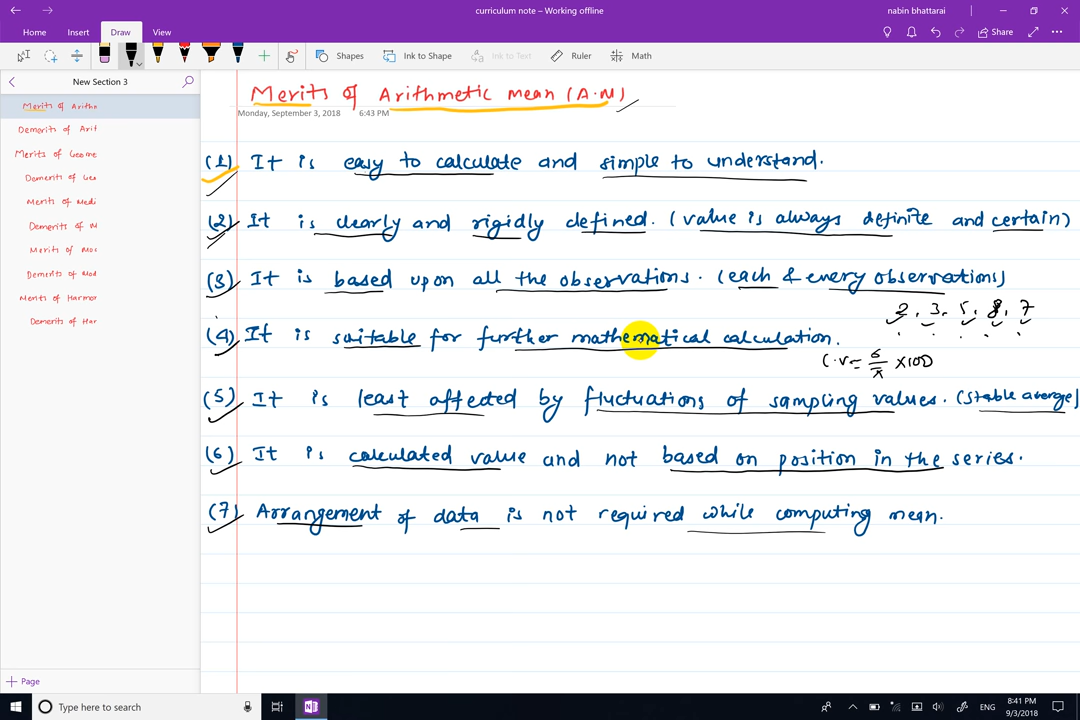 curriculum note – Working offline
nabin bhattarai
Home Insert Draw View
Share
Shapes Ink to Shape Ink to Text Ruler Math
New Section 3
Merits of Arithn
Demerits of Arif
Merits of Geome
Demerits of Geo
Merits of Medi
Demerits of M
Merits of Moc
Demerits of Mod
Merits of Harmor
Demerits of Har
Page
Merits of Arithmetic mean (A.M)
Monday, September 3, 2018 6:43 PM
(1) It is easy to calculate and simple to understand.
(2) It is clearly and rigidly defined. (value is always definite and certain)
(3) It is based upon all the observations. (each & every observations)
2, 3, 5, 8, 7
(4) It is suitable for further mathematical calculation.
C.V = σ/x̄ ×100
(5) It is least affected by fluctuations of sampling values. (stable average)
(6) It is calculated value and not based on position in the series.
(7) Arrangement of data is not required while computing mean.
Type here to search
ENG
8:41 PM
9/3/2018